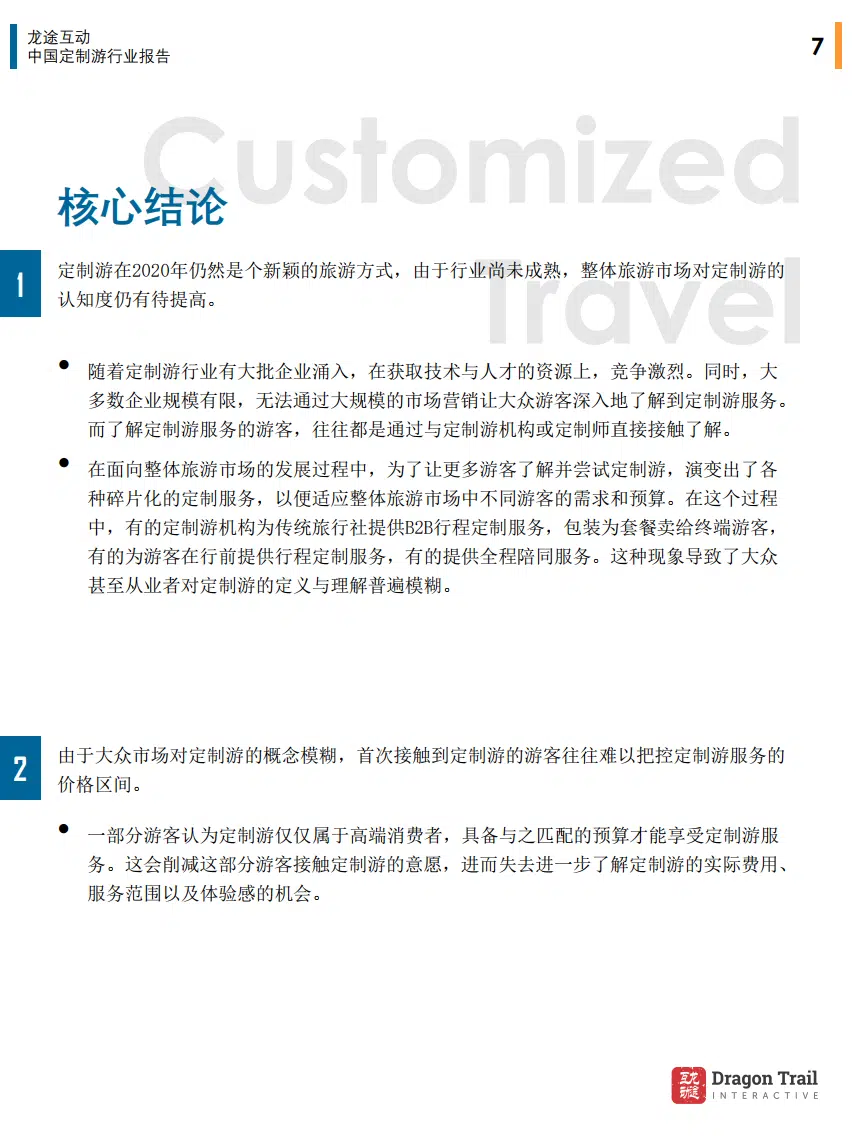 龙途互动
中国定制游行业报告
7
Customized
Travel
核心结论
1
定制游在2020年仍然是个新颖的旅游方式，由于行业尚未成熟，整体旅游市场对定制游的
认知度仍有待提高。
● 随着定制游行业有大批企业涌入，在获取技术与人才的资源上，竞争激烈。同时，大
多数企业规模有限，无法通过大规模的市场营销让大众游客深入地了解到定制游服务。
而了解定制游服务的游客，往往都是通过与定制游机构或定制师直接接触了解。
● 在面向整体旅游市场的发展过程中，为了让更多游客了解并尝试定制游，演变出了各
种碎片化的定制服务，以便适应整体旅游市场中不同游客的需求和预算。在这个过程
中，有的定制游机构为传统旅行社提供B2B行程定制服务，包装为套餐卖给终端游客，
有的为游客在行前提供行程定制服务，有的提供全程陪同服务。这种现象导致了大众
甚至从业者对定制游的定义与理解普遍模糊。
2
由于大众市场对定制游的概念模糊，首次接触到定制游的游客往往难以把控定制游服务的
价格区间。
● 一部分游客认为定制游仅仅属于高端消费者，具备与之匹配的预算才能享受定制游服
务。这会削减这部分游客接触定制游的意愿，进而失去进一步了解定制游的实际费用、
服务范围以及体验感的机会。
龙途互动
Dragon Trail
INTERACTIVE